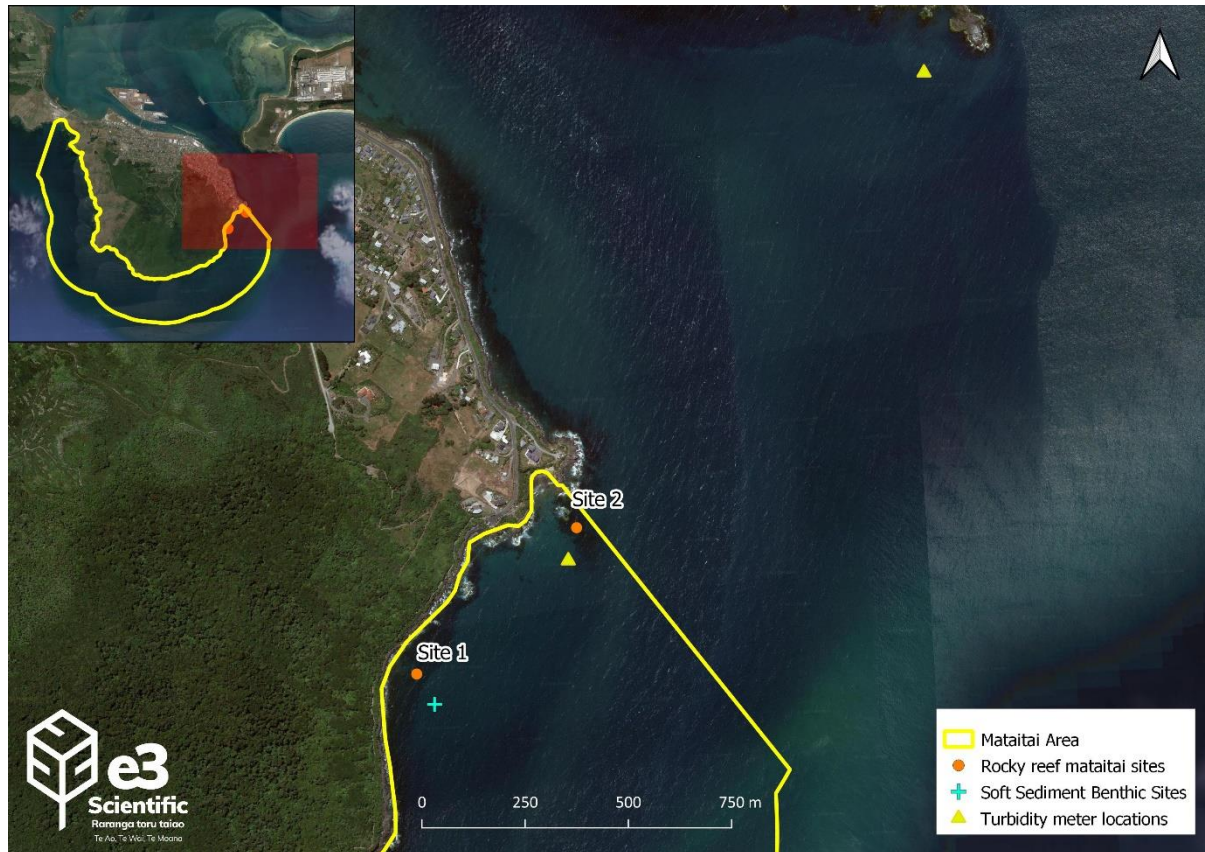 Site 2
Site 1
e3
Scientific
Raranga toru taiao
Te Ao, Te Wai, Te Moana
0 250 500 750 m
Mataitai Area
Rocky reef mataitai sites
Soft Sediment Benthic Sites
Turbidity meter locations